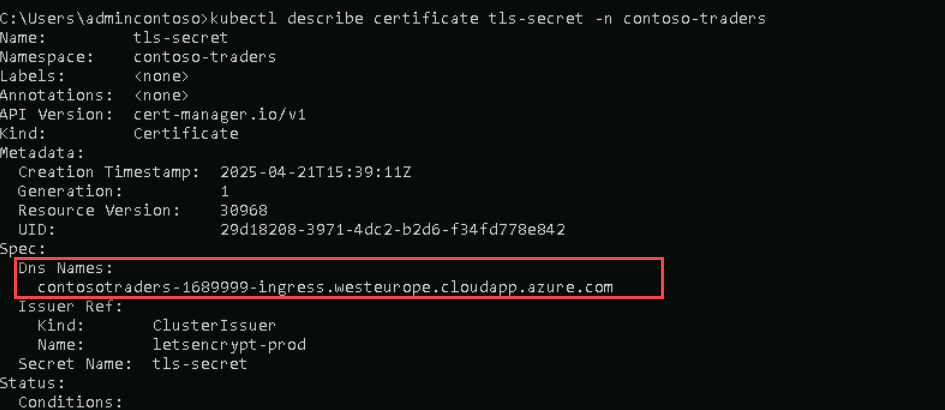 C:\Users\admincontoso>kubectl describe certificate tls-secret -n contoso-traders
Name:         tls-secret
Namespace:    contoso-traders
Labels:       <none>
Annotations:  <none>
API Version:  cert-manager.io/v1
Kind:         Certificate
Metadata:
  Creation Timestamp:  2025-04-21T15:39:11Z
  Generation:          1
  Resource Version:    30968
  UID:                 29d18208-3971-4dc2-b2d6-f34fd778e842
Spec:
  Dns Names:
    contosotraders-1689999-ingress.westeurope.cloudapp.azure.com
  Issuer Ref:
    Kind:       ClusterIssuer
    Name:       letsencrypt-prod
  Secret Name:  tls-secret
Status:
  Conditions: